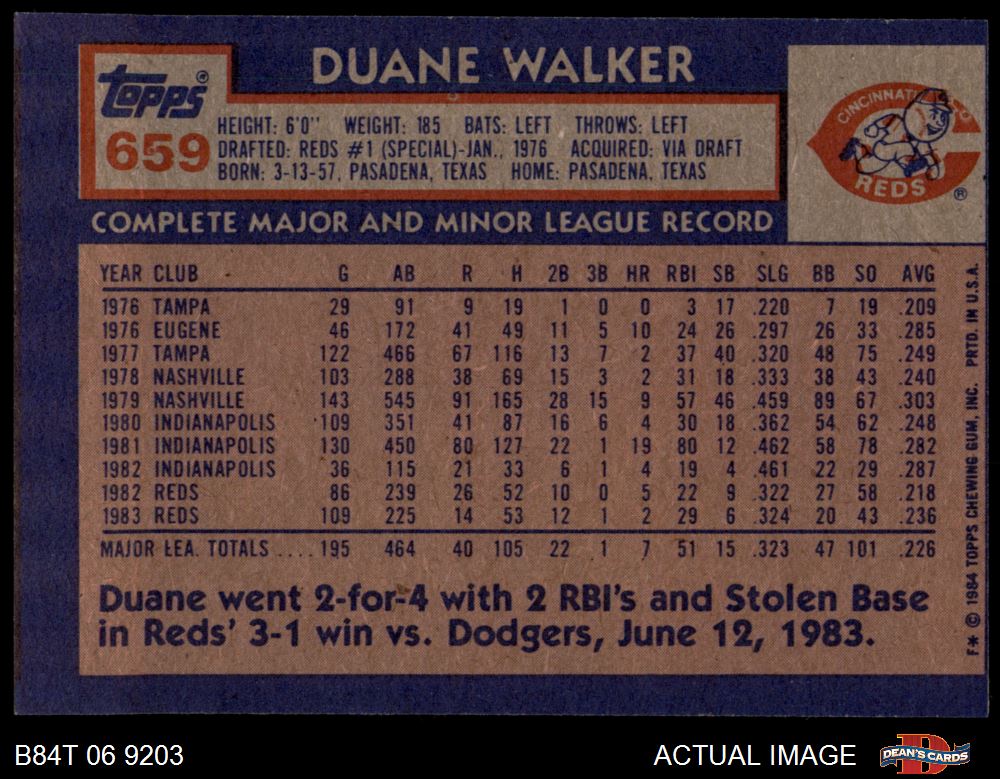 DUANE WALKER
Topps®
659
HEIGHT: 6'0" WEIGHT: 185 BATS: LEFT THROWS: LEFT
DRAFTED: REDS #1 (SPECIAL)-JAN., 1976 ACQUIRED: VIA DRAFT
BORN: 3-13-57, PASADENA, TEXAS HOME: PASADENA, TEXAS
CINCINNATI
REDS
®
COMPLETE MAJOR AND MINOR LEAGUE RECORD
YEAR CLUB G AB R H 2B 3B HR RBI SB SLG BB SO AVG
1976 TAMPA 29 91 9 19 1 0 0 3 17 .220 7 19 .209
1976 EUGENE 46 172 41 49 11 5 10 24 26 .297 26 33 .285
1977 TAMPA 122 466 67 116 13 7 2 37 40 .320 48 75 .249
1978 NASHVILLE 103 288 38 69 15 3 2 31 18 .333 38 43 .240
1979 NASHVILLE 143 545 91 165 28 15 9 57 46 .459 89 67 .303
1980 INDIANAPOLIS 109 351 41 87 16 6 4 30 18 .362 54 62 .248
1981 INDIANAPOLIS 130 450 80 127 22 1 19 80 12 .462 58 78 .282
1982 INDIANAPOLIS 36 115 21 33 6 1 4 19 4 .461 22 29 .287
1982 REDS 86 239 26 52 10 0 5 22 9 .322 27 58 .218
1983 REDS 109 225 14 53 12 1 2 29 6 .324 20 43 .236
MAJOR LEA. TOTALS .... 195 464 40 105 22 1 7 51 15 .323 47 101 .226
Duane went 2-for-4 with 2 RBI's and Stolen Base
in Reds' 3-1 win vs. Dodgers, June 12, 1983.
F* © 1984 TOPPS CHEWING GUM, INC. PRTD. IN U.S.A.
B84T 06 9203
ACTUAL IMAGE
DEAN'S CARDS